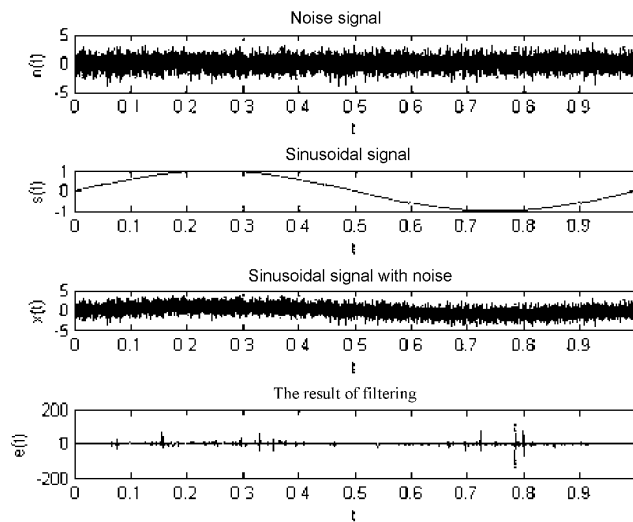 Noise signal
5
0
-5
n(t)
0 0.1 0.2 0.3 0.4 0.5 0.6 0.7 0.8 0.9
t
Sinusoidal signal
1
0
-1
s(t)
0 0.1 0.2 0.3 0.4 0.5 0.6 0.7 0.8 0.9
t
Sinusoidal signal with noise
5
0
-5
x(t)
0 0.1 0.2 0.3 0.4 0.5 0.6 0.7 0.8 0.9
t
The result of filtering
200
0
-200
e(t)
0 0.1 0.2 0.3 0.4 0.5 0.6 0.7 0.8 0.9
t